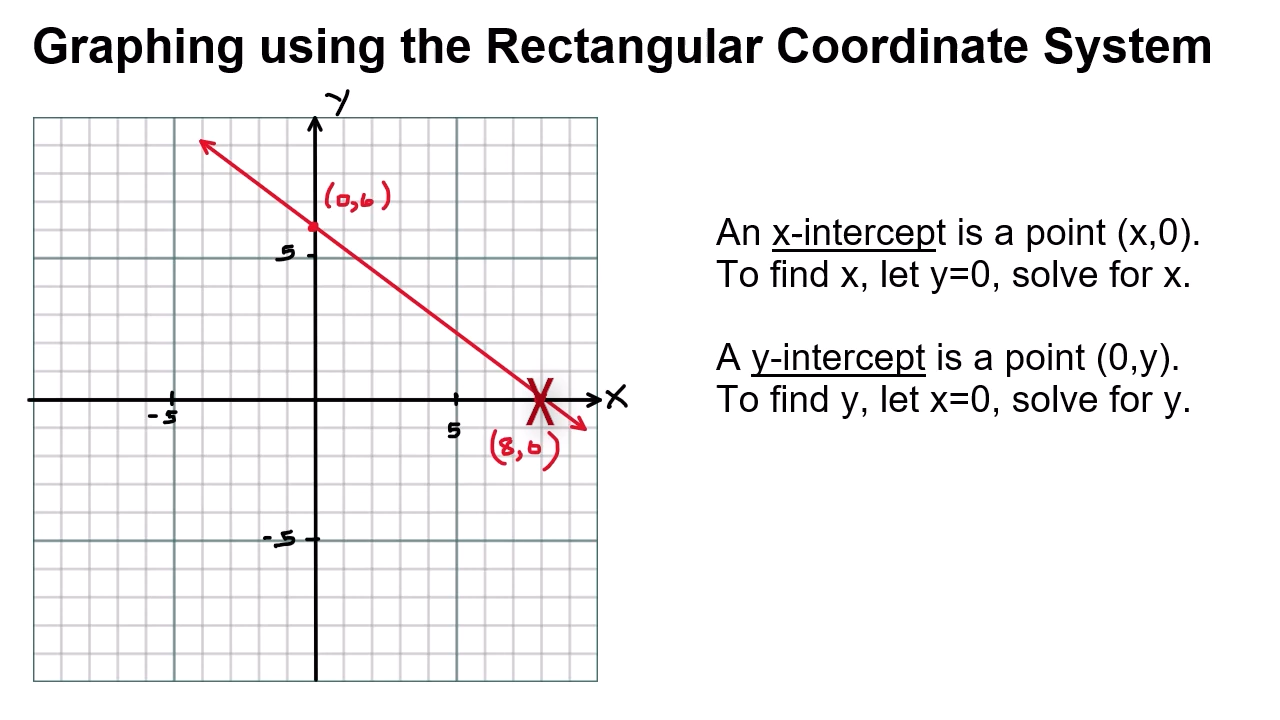 Graphing using the Rectangular Coordinate System
y
(0,6)
5
x
-5
5
(8,0)
-5
An x-intercept is a point (x,0).
To find x, let y=0, solve for x.
A y-intercept is a point (0,y).
To find y, let x=0, solve for y.